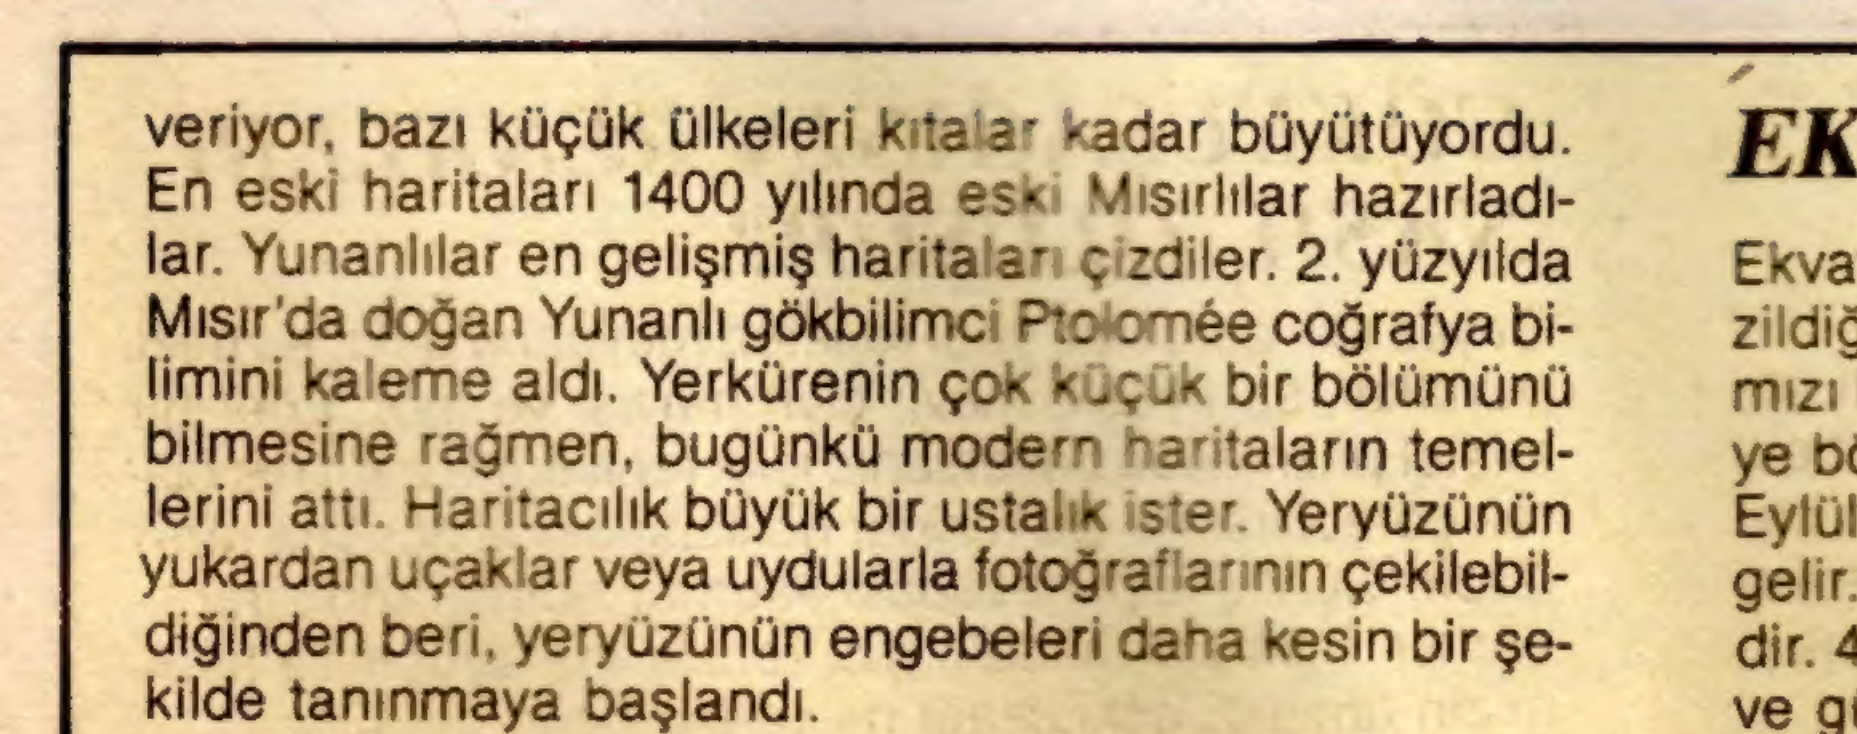 veriyor, bazı küçük ülkeleri kıtalar kadar büyütüyordu.
En eski haritaları 1400 yılında eski Mısırlılar hazırladı-
lar. Yunanlılar en gelişmiş haritaları çizdiler. 2. yüzyılda
Mısır'da doğan Yunanlı gökbilimci Ptolomée coğrafya bi-
limini kaleme aldı. Yerkürenin çok küçük bir bölümünü
bilmesine rağmen, bugünkü modern haritaların temel-
lerini attı. Haritacılık büyük bir ustalık ister. Yeryüzünün
yukardan uçaklar veya uydularla fotoğraflarının çekilebil-
diğinden beri, yeryüzünün engebeleri daha kesin bir şe-
kilde tanınmaya başlandı.
EK
Ekva
zildiğ
mızı
ye bö
Eylül
gelir.
dir. 4
ve gü